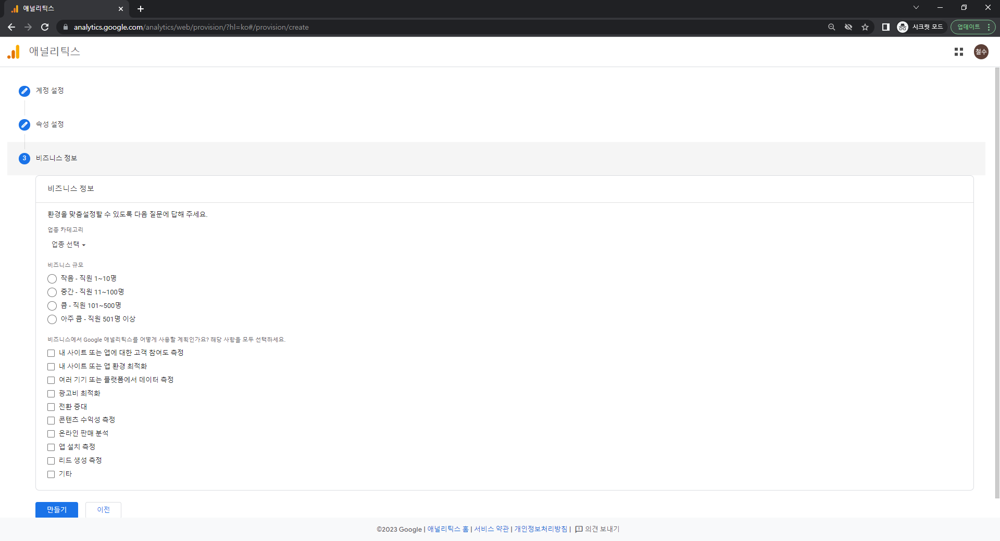 애널리틱스
analytics.google.com/analytics/web/provision/?hl=ko#/provision/create
시크릿 모드
업데이트
애널리틱스
철수
계정 설정
속성 설정
3 비즈니스 정보
비즈니스 정보
환경을 맞춤설정할 수 있도록 다음 질문에 답해 주세요.
업종 카테고리
업종 선택
비즈니스 규모
작음 - 직원 1~10명
중간 - 직원 11~100명
큼 - 직원 101~500명
아주 큼 - 직원 501명 이상
비즈니스에서 Google 애널리틱스를 어떻게 사용할 계획인가요? 해당 사항을 모두 선택하세요.
내 사이트 또는 앱에 대한 고객 참여도 측정
내 사이트 또는 앱 환경 최적화
여러 기기 또는 플랫폼에서 데이터 측정
광고비 최적화
전환 증대
콘텐츠 수익성 측정
온라인 판매 분석
앱 설치 측정
리드 생성 측정
기타
만들기
이전
©2023 Google | 애널리틱스 홈 | 서비스 약관 | 개인정보처리방침 | 의견 보내기